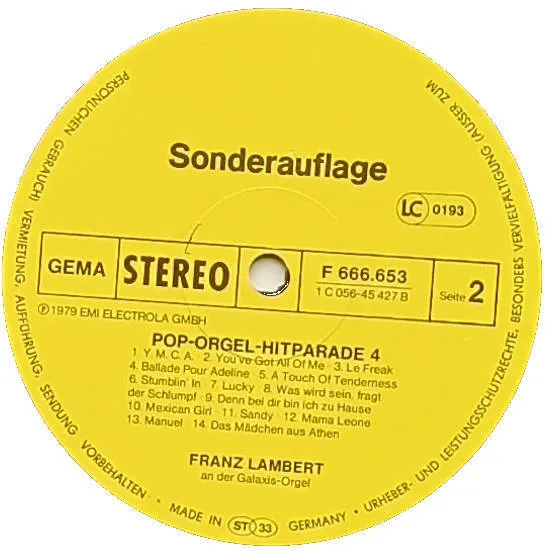 Sonderauflage
LC 0193
GEMA STEREO F 666.653
1 C 056-45 427 B
Seite 2
Ⓟ 1979 EMI ELECTROLA GMBH
POP-ORGEL-HITPARADE 4
1 Y. M. C. A. · 2. You've Got All Of Me · 3. Le Freak
4. Ballade Pour Adeline · 5. A Touch Of Tenderness
6. Stumblin' In · 7. Lucky · 8. Was wird sein, fragt
der Schlumpf · 9. Denn bei dir bin ich zu Hause
10. Mexican Girl · 11. Sandy · 12. Mama Leone
13. Manuel · 14. Das Mädchen aus Athen
FRANZ LAMBERT
an der Galaxis-Orgel
MADE IN ST 33 GERMANY · URHEBER- UND LEISTUNGSSCHUTZRECHTE, BESONDERS VERVIELFÄLTIGUNG (AUSSER ZUM
PERSÖNLICHEN GEBRAUCH) VERMIETUNG, AUFFÜHRUNG, SENDUNG VORBEHALTEN ·